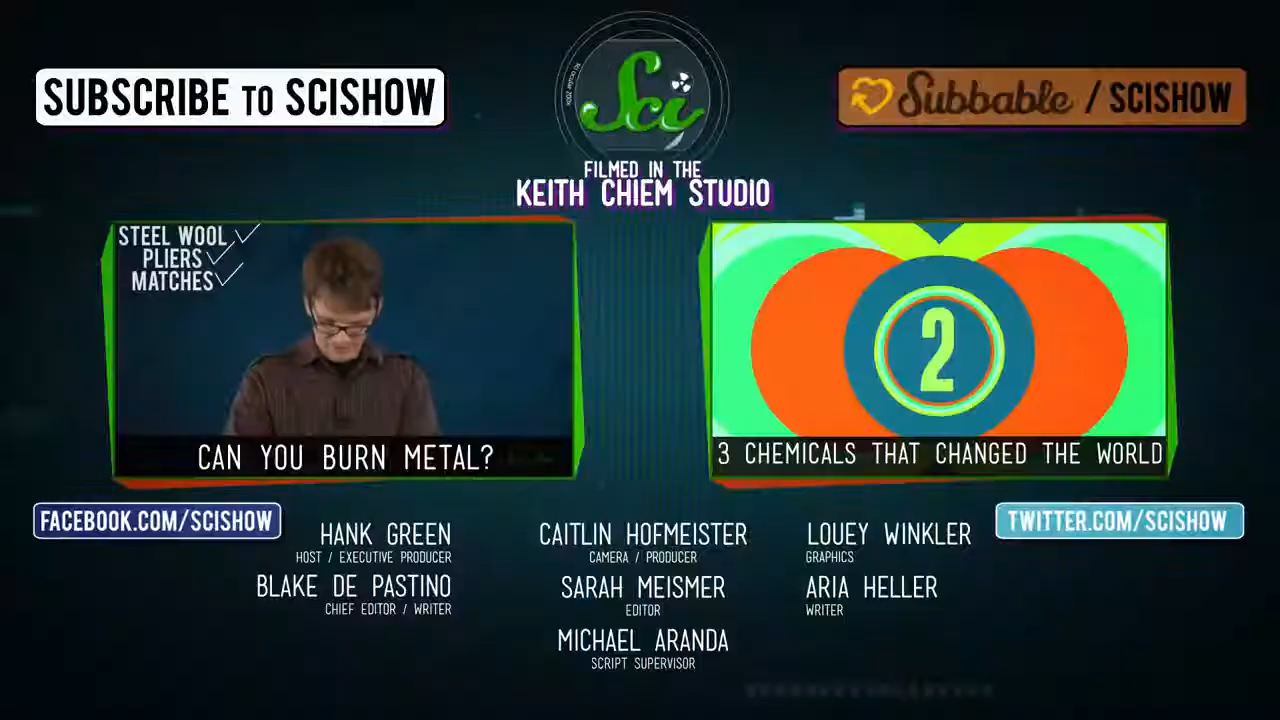 SUBSCRIBE TO SCISHOW
Sci
Subbable / SCISHOW
FILMED IN THE
KEITH CHIEM STUDIO
STEEL WOOL
PLIERS
MATCHES
CAN YOU BURN METAL?
2
3 CHEMICALS THAT CHANGED THE WORLD
FACEBOOK.COM/SCISHOW
TWITTER.COM/SCISHOW
HANK GREEN
HOST / EXECUTIVE PRODUCER
BLAKE DE PASTINO
CHIEF EDITOR / WRITER
CAITLIN HOFMEISTER
CAMERA / PRODUCER
SARAH MEISMER
EDITOR
MICHAEL ARANDA
SCRIPT SUPERVISOR
LOUEY WINKLER
GRAPHICS
ARIA HELLER
WRITER